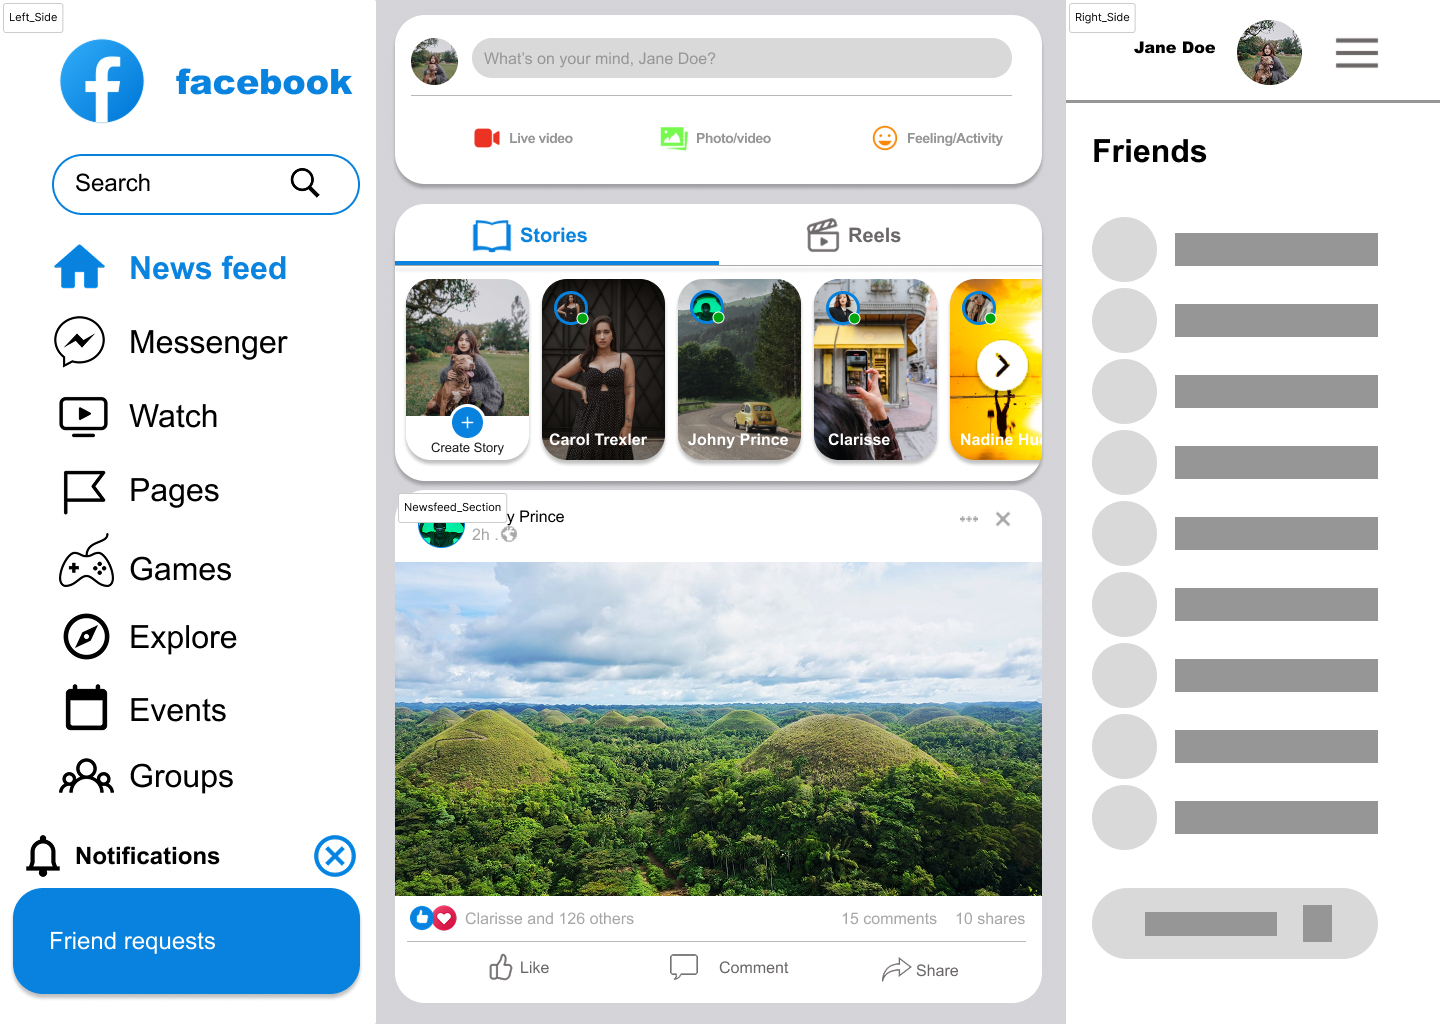 Left_Side
facebook
Search
News feed
Messenger
Watch
Pages
Games
Explore
Events
Groups
Notifications
Friend requests
What's on your mind, Jane Doe?
Live video
Photo/video
Feeling/Activity
Stories
Reels
Create Story
Carol Trexler
Johny Prince
Clarisse
Nadine
Newsfeed_Section
Prince
2h .
Clarisse and 126 others
15 comments
10 shares
Like
Comment
Share
Right_Side
Jane Doe
Friends